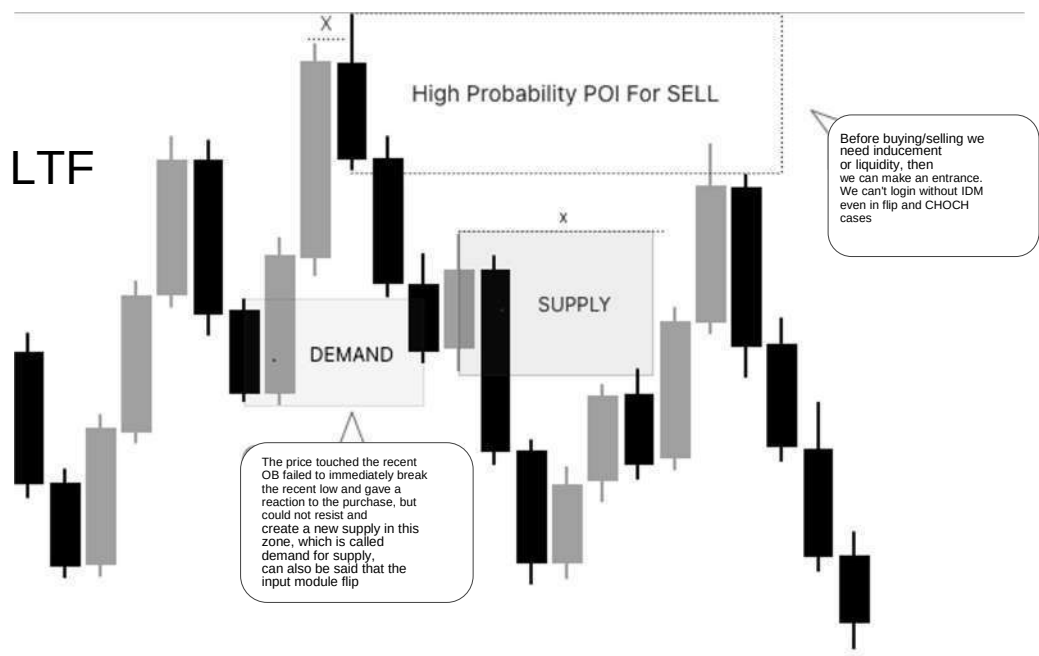 X
High Probability POI For SELL
LTF
Before buying/selling we
need inducement
or liquidity, then
we can make an entrance.
We can't login without IDM
even in flip and CHOCH
cases
x
SUPPLY
DEMAND
The price touched the recent
OB failed to immediately break
the recent low and gave a
reaction to the purchase, but
could not resist and
create a new supply in this
zone, which is called
demand for supply,
can also be said that the
input module flip